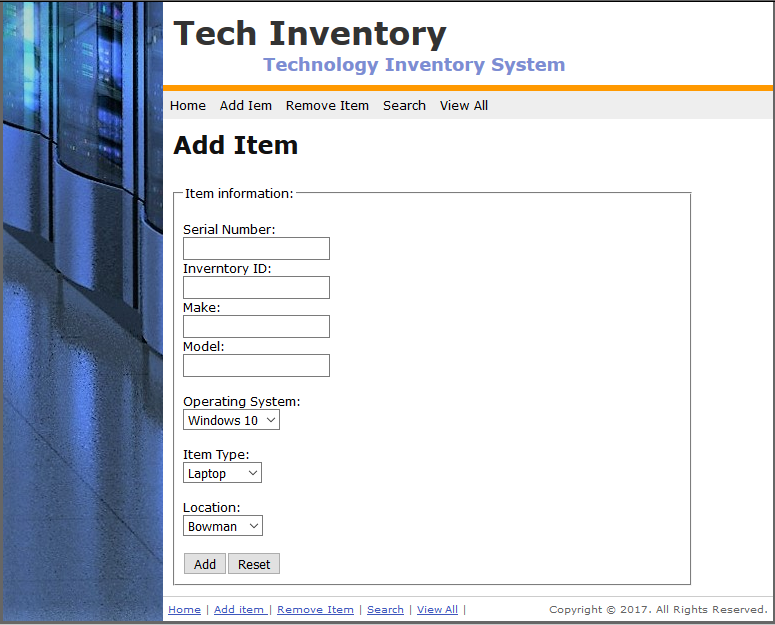 Tech Inventory
Technology Inventory System
Home Add Iem Remove Item Search View All
Add Item
Item information:
Serial Number:
Inverntory ID:
Make:
Model:
Operating System:
Windows 10
Item Type:
Laptop
Location:
Bowman
Add Reset
Home | Add item | Remove Item | Search | View All | Copyright © 2017. All Rights Reserved.